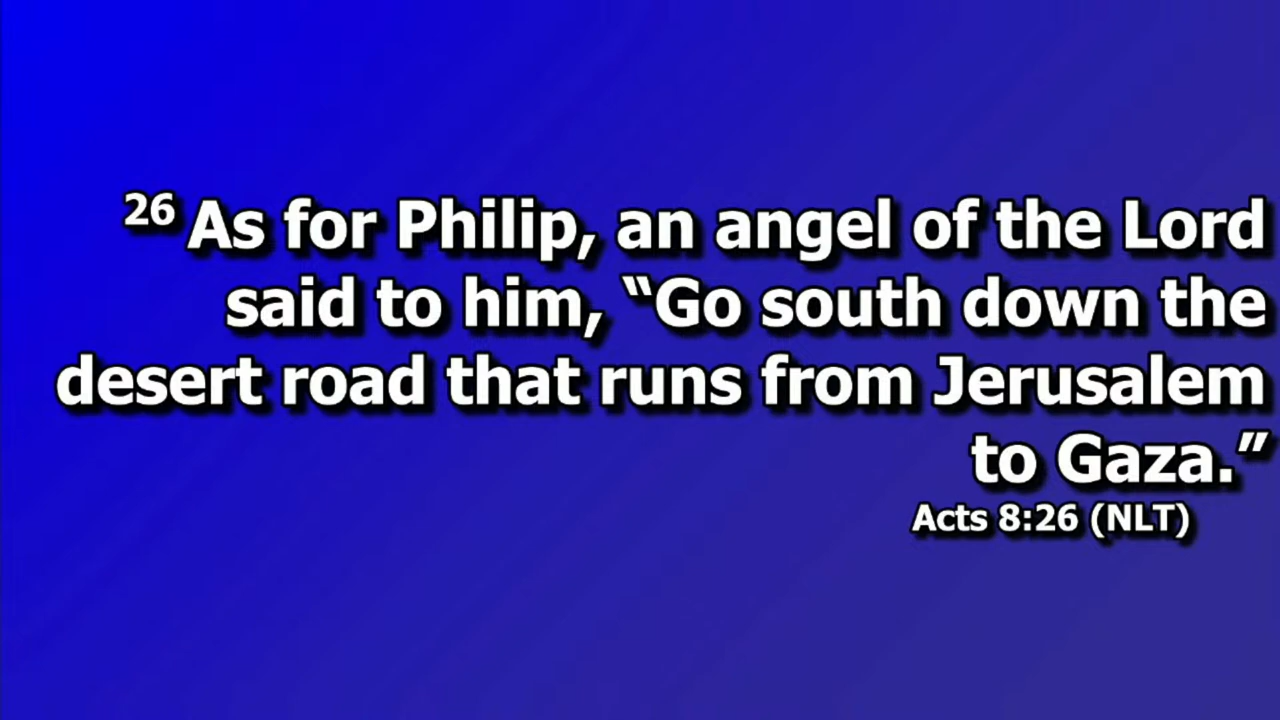 26 As for Philip, an angel of the Lord
said to him, “Go south down the
desert road that runs from Jerusalem
to Gaza.”
Acts 8:26 (NLT)